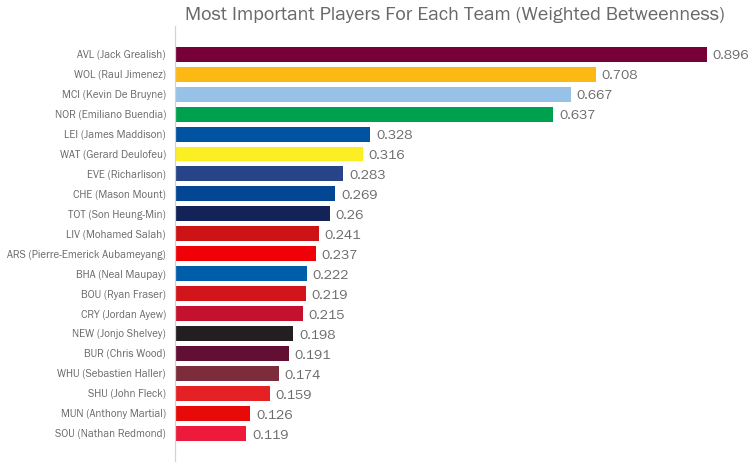 Most Important Players For Each Team (Weighted Betweenness)
AVL (Jack Grealish) 0.896
WOL (Raul Jimenez) 0.708
MCI (Kevin De Bruyne) 0.667
NOR (Emiliano Buendia) 0.637
LEI (James Maddison) 0.328
WAT (Gerard Deulofeu) 0.316
EVE (Richarlison) 0.283
CHE (Mason Mount) 0.269
TOT (Son Heung-Min) 0.26
LIV (Mohamed Salah) 0.241
ARS (Pierre-Emerick Aubameyang) 0.237
BHA (Neal Maupay) 0.222
BOU (Ryan Fraser) 0.219
CRY (Jordan Ayew) 0.215
NEW (Jonjo Shelvey) 0.198
BUR (Chris Wood) 0.191
WHU (Sebastien Haller) 0.174
SHU (John Fleck) 0.159
MUN (Anthony Martial) 0.126
SOU (Nathan Redmond) 0.119